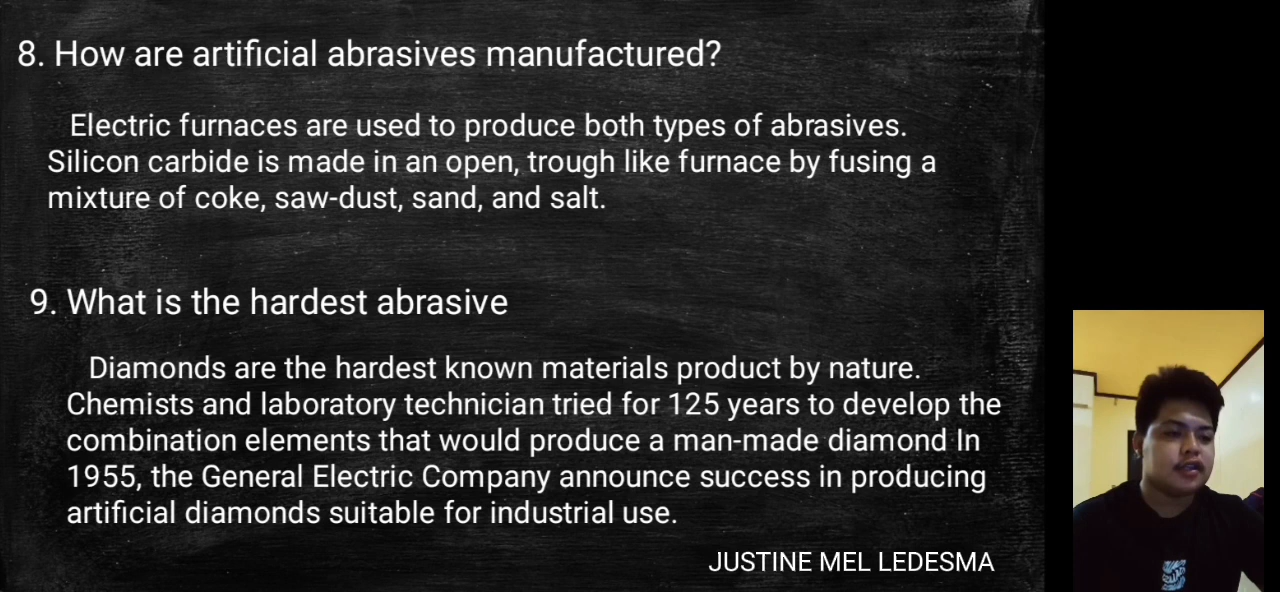 8. How are artificial abrasives manufactured?
Electric furnaces are used to produce both types of abrasives.
Silicon carbide is made in an open, trough like furnace by fusing a
mixture of coke, saw-dust, sand, and salt.
9. What is the hardest abrasive
Diamonds are the hardest known materials product by nature.
Chemists and laboratory technician tried for 125 years to develop the
combination elements that would produce a man-made diamond In
1955, the General Electric Company announce success in producing
artificial diamonds suitable for industrial use.
JUSTINE MEL LEDESMA